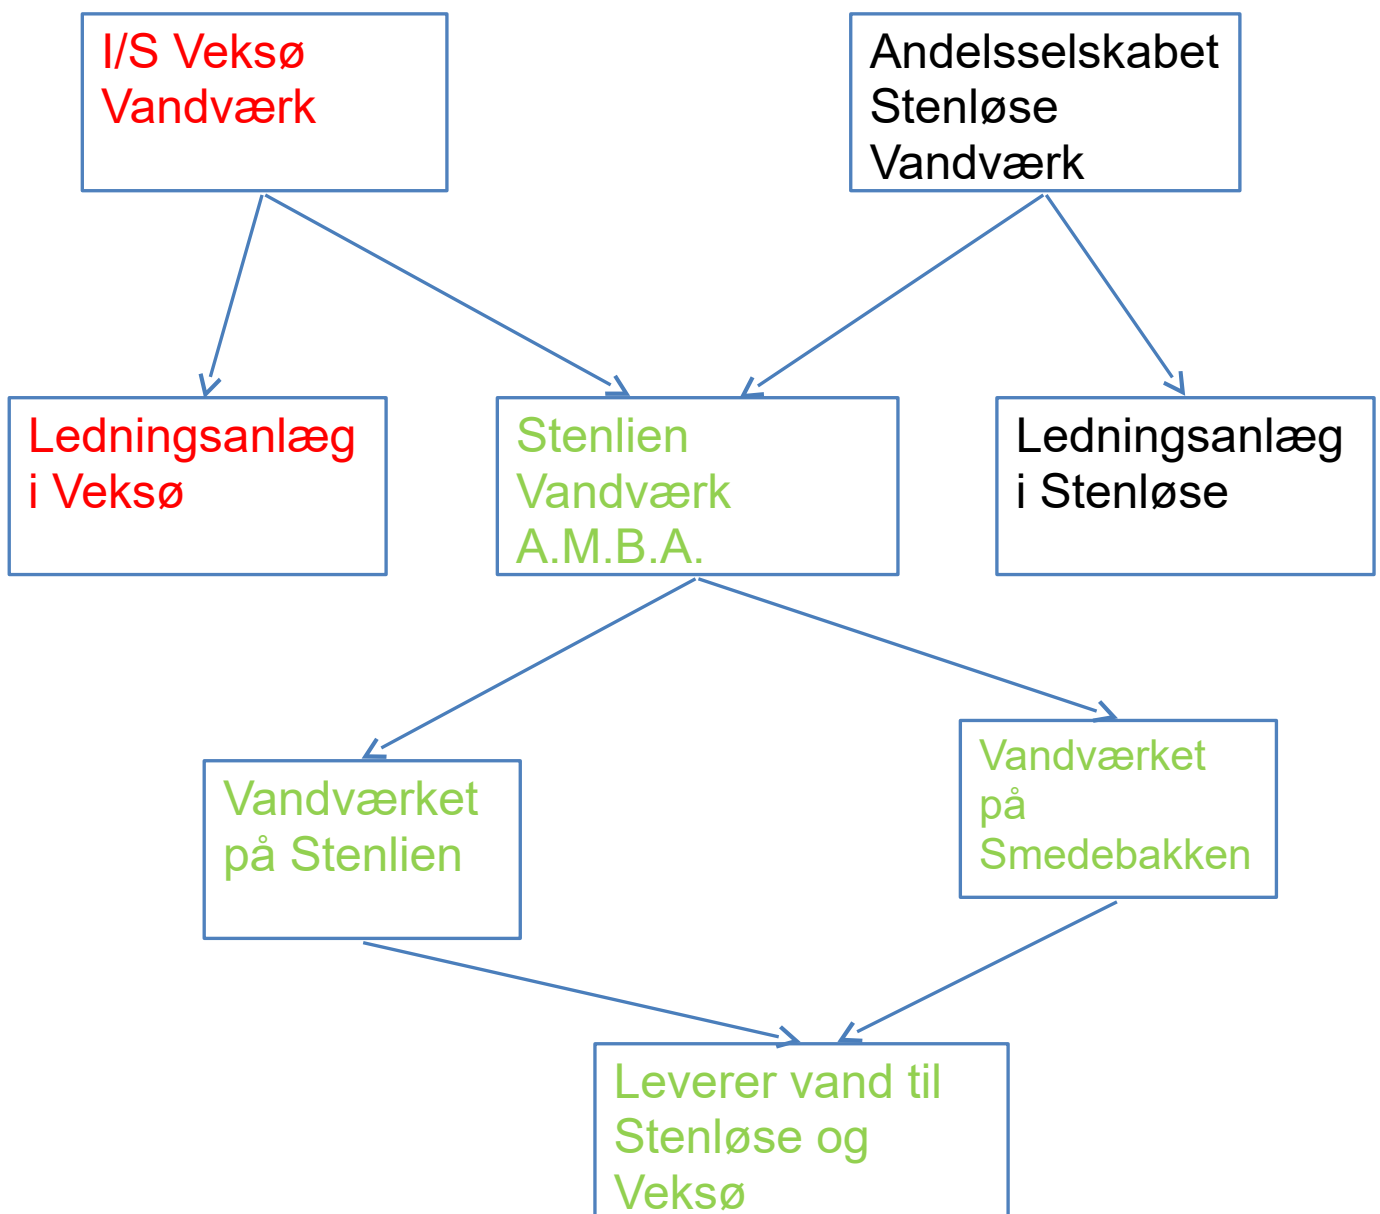 I/S Veksø
Vandværk
Andelsselskabet
Stenløse
Vandværk
Ledningsanlæg
i Veksø
Stenlien
Vandværk
A.M.B.A.
Ledningsanlæg
i Stenløse
Vandværket
på Stenlien
Vandværket
på
Smedebakken
Leverer vand til
Stenløse og
Veksø